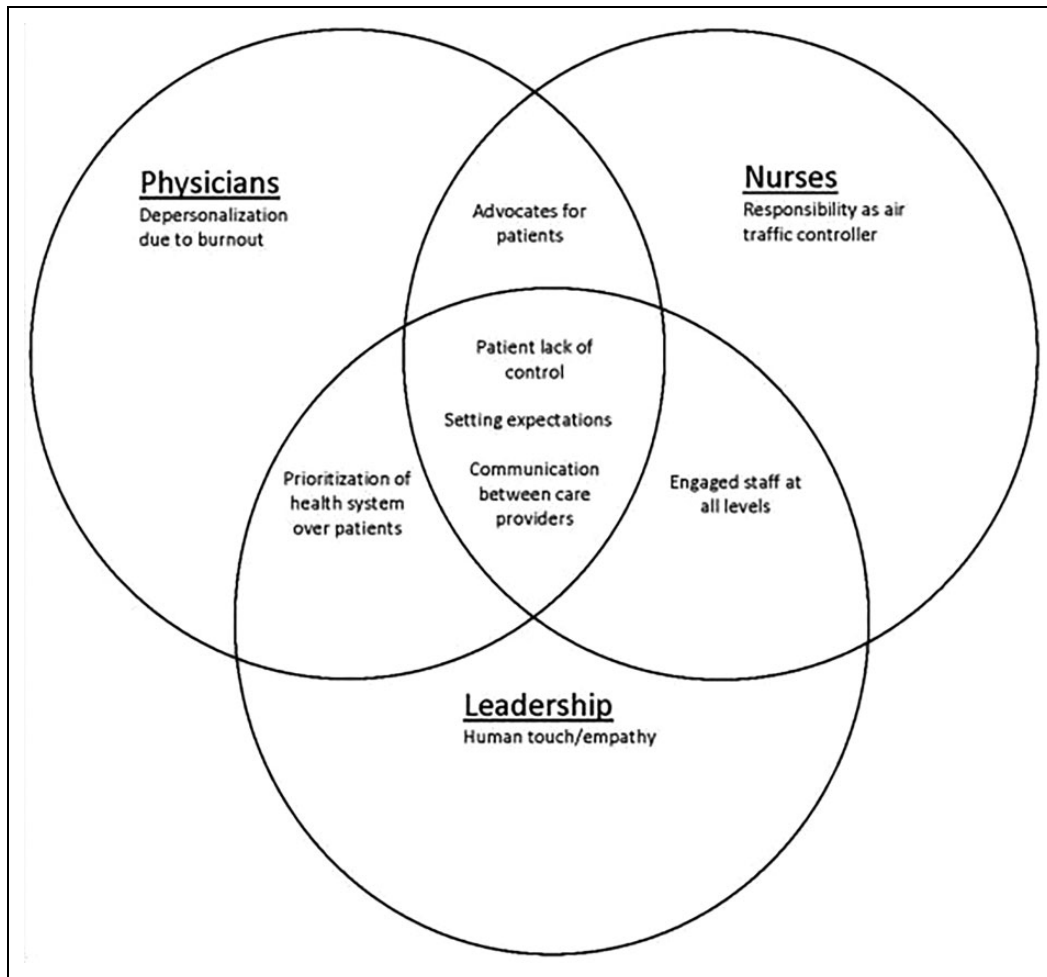 Physicians
Depersonalization
due to burnout
Advocates for
patients
Nurses
Responsibility as air
traffic controller
Patient lack of
control
Setting expectations
Communication
between care
providers
Prioritization of
health system
over patients
Engaged staff at
all levels
Leadership
Human touch/empathy